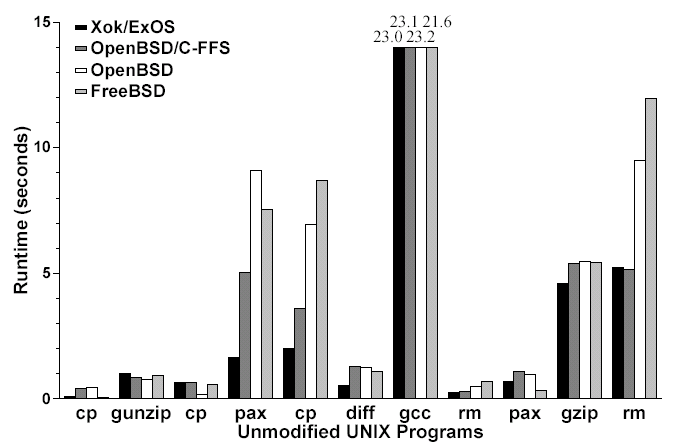 15
23.1 21.6
23.0 23.2
Xok/ExOS
OpenBSD/C-FFS
OpenBSD
FreeBSD
10
Runtime (seconds)
5
0
cp gunzip cp pax cp diff gcc rm pax gzip rm
Unmodified UNIX Programs